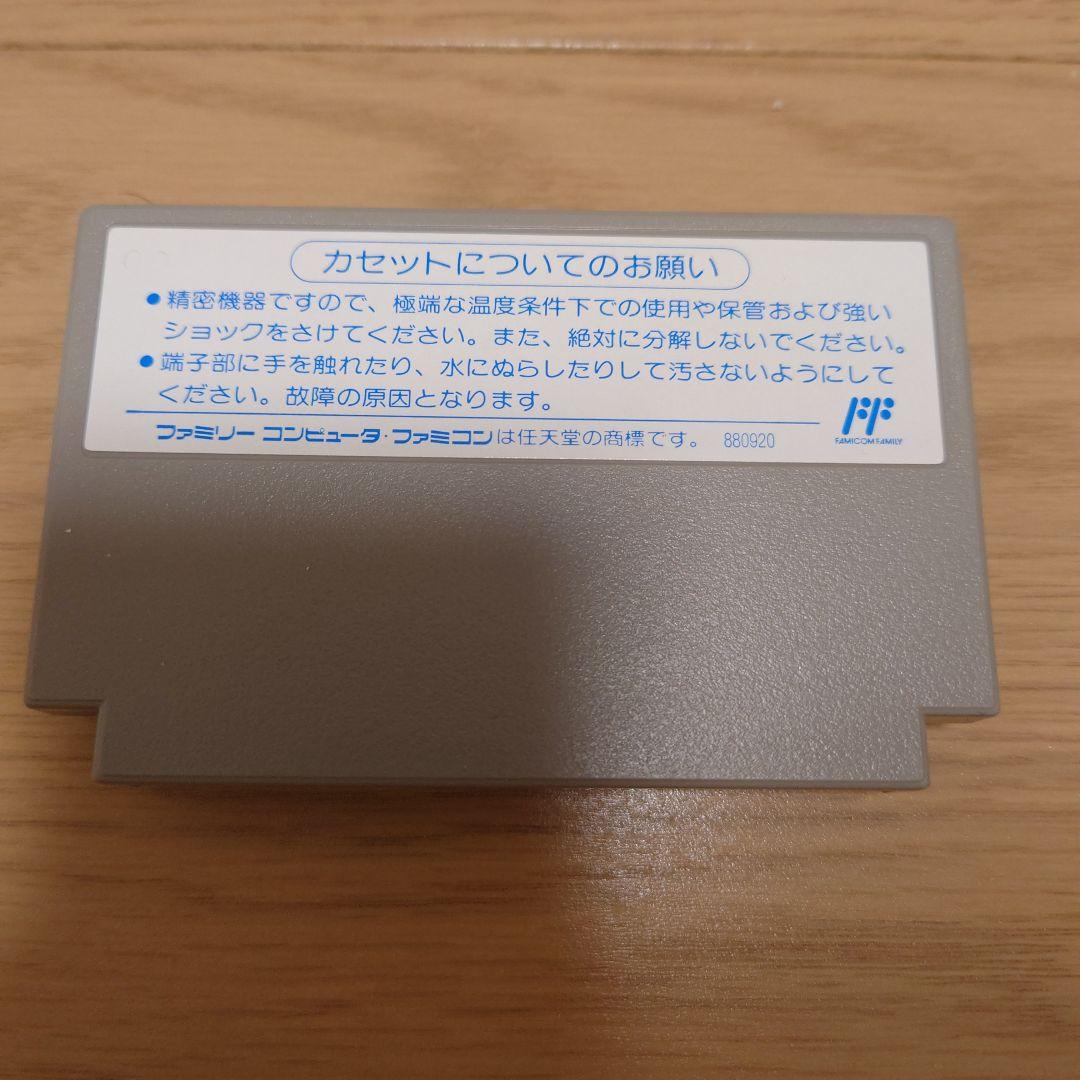 カセットについてのお願い
●精密機器ですので、極端な温度条件下での使用や保管および強い
ショックをさけてください。また、絶対に分解しないでください。
●端子部に手を触れたり、水にぬらしたりして汚さないようにして
ください。故障の原因となります。
ファミリーコンピュータ・ファミコンは任天堂の商標です。 880920
FF
FAMICOM FAMILY